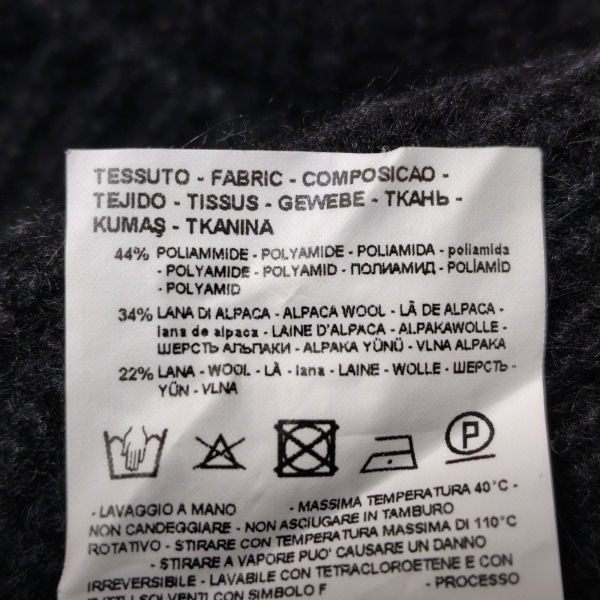 TESSUTO - FABRIC - COMPOSICAO -
TEJIDO - TISSUS - GEWEBE - ТКАНЬ -
KUMAŞ - TKANINA
44% POLIAMMIDE - POLYAMIDE - POLIAMIDA - poliamida
- POLYAMIDE - POLYAMID - ПОЛИАМИД - POLİAMİD
- POLYAMID
34% LANA DI ALPACA - ALPACA WOOL - LÃ DE ALPACA -
lana de alpaca - LAINE D'ALPACA - ALPAKAWOLLE -
ШЕРСТЬ АЛЬПАКИ - ALPAKA YÜNÜ - VLNA ALPAKA
22% LANA - WOOL - LÃ - lana - LAINE - WOLLE - ШЕРСТЬ -
YÜN - VLNA
P
- LAVAGGIO A MANO - MASSIMA TEMPERATURA 40°C -
NON CANDEGGIARE - NON ASCIUGARE IN TAMBURO
ROTATIVO - STIRARE CON TEMPERATURA MASSIMA DI 110°C
- STIRARE A VAPORE PUO' CAUSARE UN DANNO
IRREVERSIBILE - LAVABILE CON TETRACLOROETENE E CON
TUTTI I SOLVENTI CON SIMBOLO F - PROCESSO